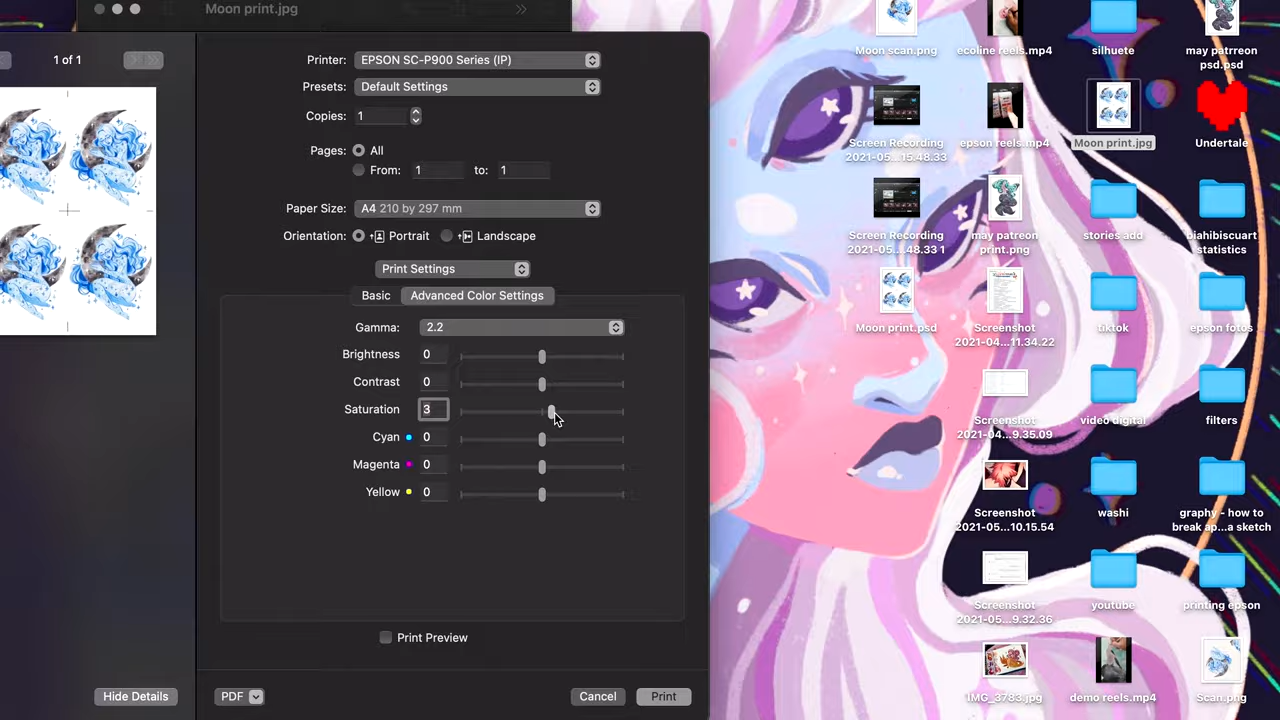 Moon print.jpg
1 of 1
Printer: EPSON SC-P900 Series (IP)
Presets: Default Settings
Copies: 1
Pages: All
From: 1 to: 1
Paper Size: A4 210 by 297 mm
Orientation: Portrait Landscape
Print Settings
Basic Advanced Color Settings
Gamma: 2.2
Brightness 0
Contrast 0
Saturation 3
Cyan 0
Magenta 0
Yellow 0
Print Preview
Hide Details PDF Cancel Print
Moon scan.png
ecoline reels.mp4
silhuete
may patrreon
psd.psd
Screen Recording
2021-05...15.48.33
epson reels.mp4
Moon print.jpg
Undertale
Screen Recording
2021-05....48.33 1
may patreon
print.png
stories add
piahibiscuart
statistics
Moon print.psd
Screenshot
2021-04...11.34.22
tiktok
epson fotos
Screenshot
2021-04...9.35.09
video digital
filters
Screenshot
2021-05...10.15.54
washi
graphy - how to
break ap...a sketch
Screenshot
2021-05...9.32.36
youtube
printing epson
IMG_3783.jpg
demo reels.mp4
Scan.png